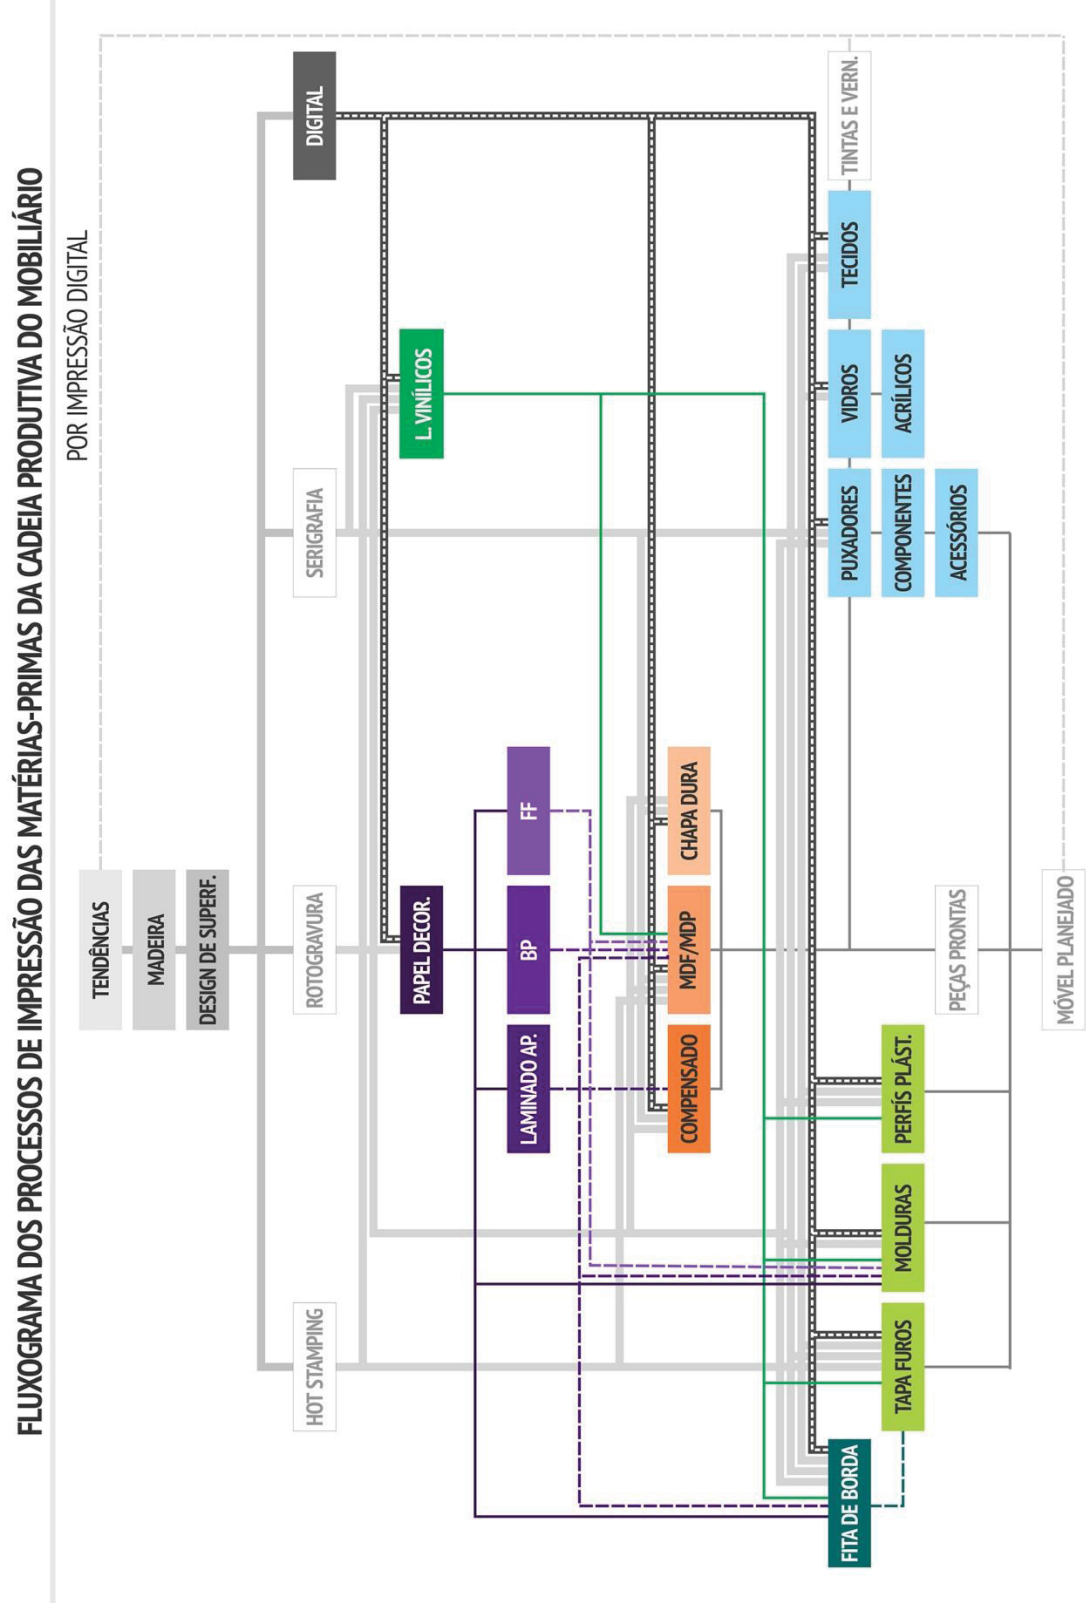 FLUXOGRAMA DOS PROCESSOS DE IMPRESSÃO DAS MATÉRIAS-PRIMAS DA CADEIA PRODUTIVA DO MOBILIÁRIO
POR IMPRESSÃO DIGITAL
TENDÊNCIAS
MADEIRA
DESIGN DE SUPERF.
HOT STAMPING
ROTOGRAVURA
SERIGRAFIA
DIGITAL
PAPEL DECOR.
L. VINÍLICOS
LAMINADO AP.
BP
FF
COMPENSADO
MDF/MDP
CHAPA DURA
FITA DE BORDA
PUXADORES
VIDROS
TECIDOS
TINTAS E VERN.
TAPA FUROS
MOLDURAS
PERFÍS PLÁST.
COMPONENTES
ACRÍLICOS
PEÇAS PRONTAS
ACESSÓRIOS
MÓVEL PLANEJADO